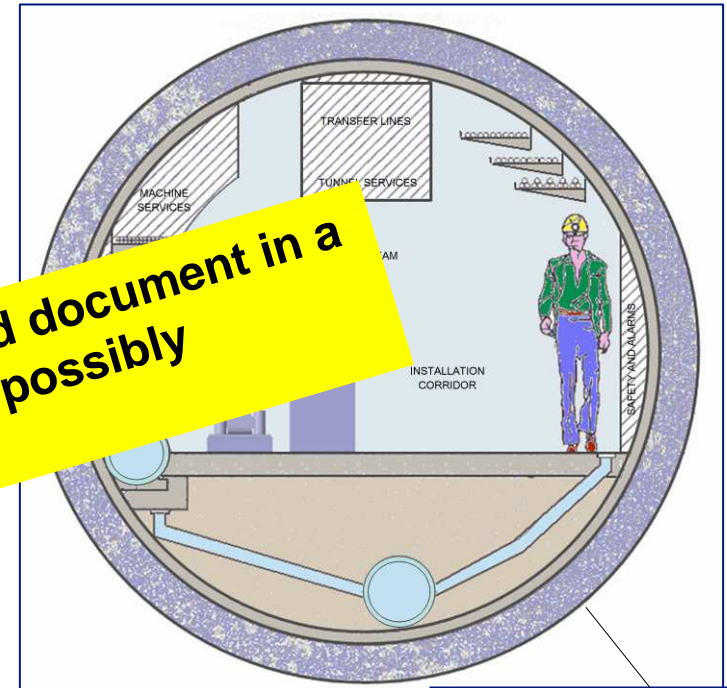 TRANSFER LINES
TUNNEL SERVICES
MACHINE
SERVICES
document in a
possibly
INSTALLATION
CORRIDOR
SAFETY AND ALARMS